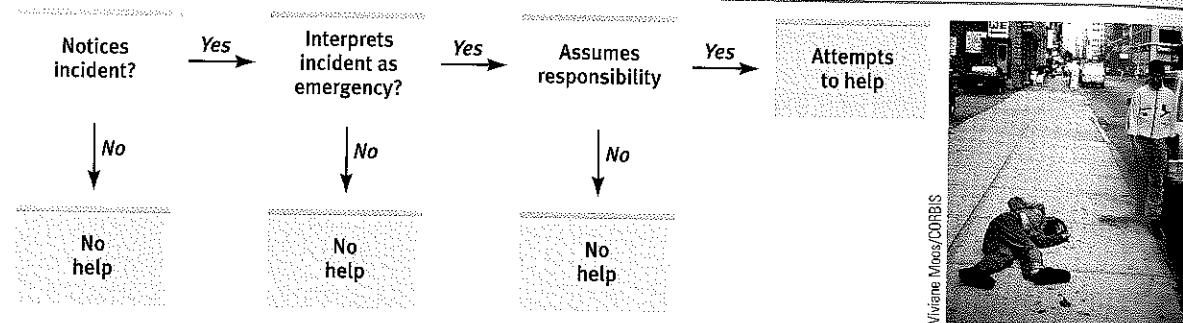 Notices
incident?
Yes
Interprets
incident as
emergency?
Yes
Assumes
responsibility
Yes
Attempts
to help
No
No
No
No
help
No
help
No
help
Viviane Moos/CORBIS